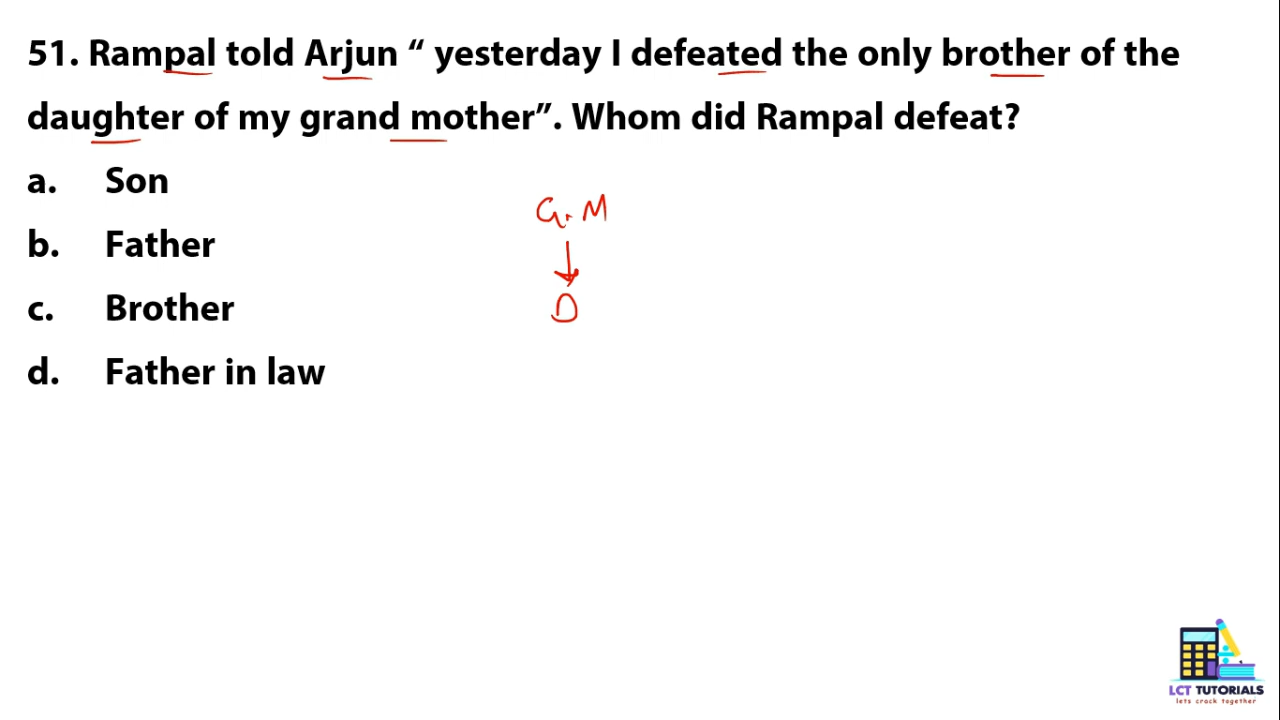 51. Rampal told Arjun “ yesterday I defeated the only brother of the
daughter of my grand mother”. Whom did Rampal defeat?
a. Son
b. Father
c. Brother
d. Father in law
G.M
D
LCT TUTORIALS
lets crack together